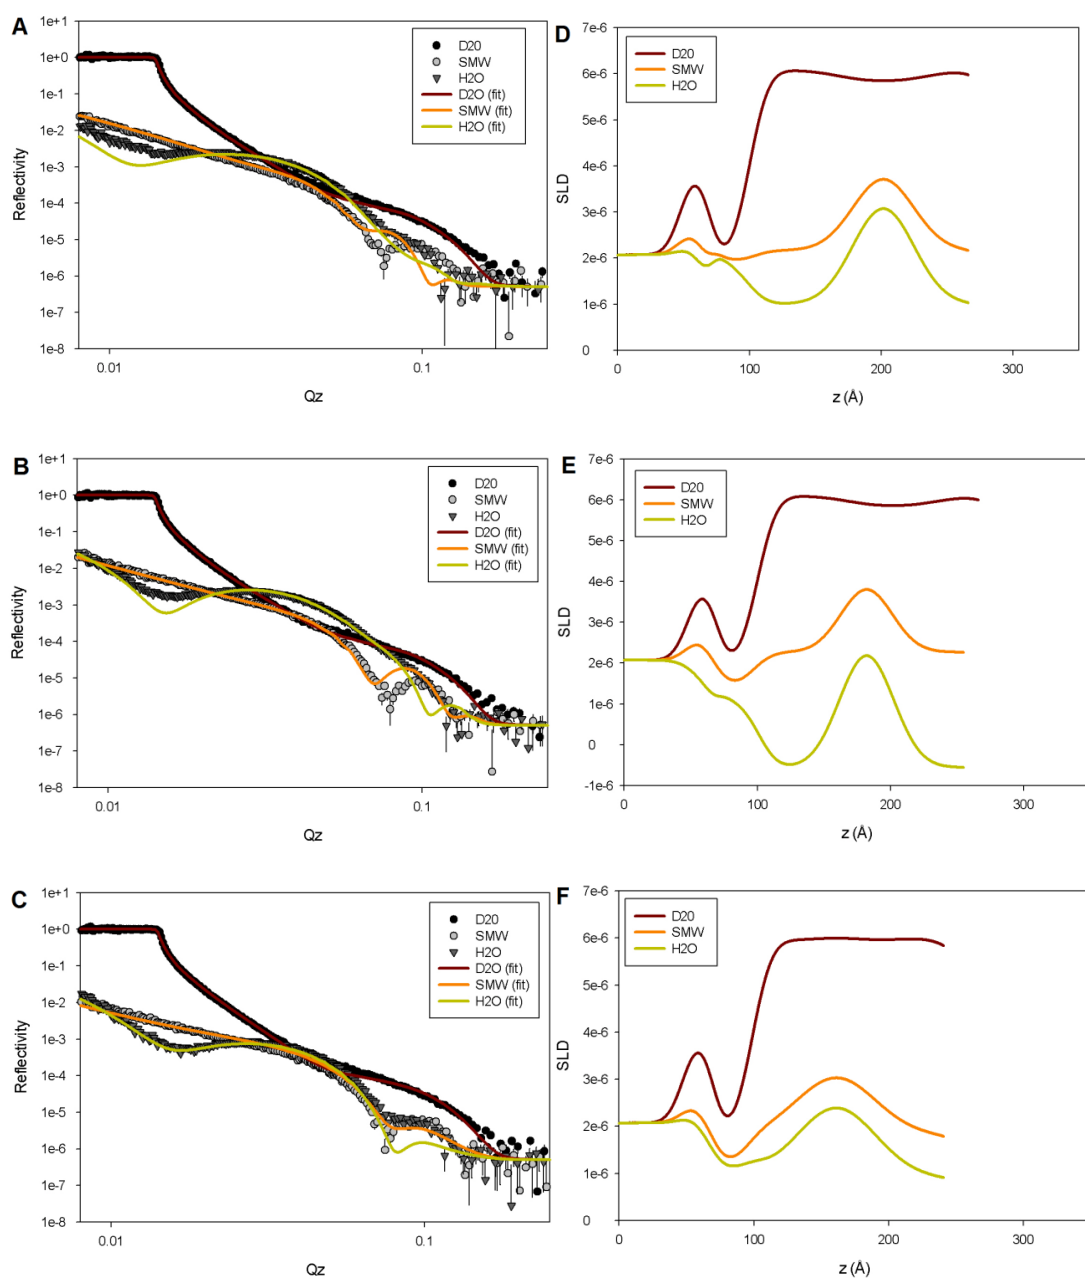 A
1e+1
1e+0
1e-1
1e-2
1e-3
1e-4
1e-5
1e-6
1e-7
1e-8
Reflectivity
0.01
0.1
Qz
D20
SMW
H2O
D2O (fit)
SMW (fit)
H2O (fit)
D
7e-6
6e-6
5e-6
4e-6
3e-6
2e-6
1e-6
0
SLD
0
100
200
300
z (Å)
D20
SMW
H2O
B
1e+1
1e+0
1e-1
1e-2
1e-3
1e-4
1e-5
1e-6
1e-7
1e-8
Reflectivity
0.01
0.1
Qz
D20
SMW
H2O
D2O (fit)
SMW (fit)
H2O (fit)
E
7e-6
6e-6
5e-6
4e-6
3e-6
2e-6
1e-6
0
-1e-6
SLD
0
100
200
300
z (Å)
D20
SMW
H2O
C
1e+1
1e+0
1e-1
1e-2
1e-3
1e-4
1e-5
1e-6
1e-7
1e-8
Reflectivity
0.01
0.1
Qz
D20
SMW
H2O
D2O (fit)
SMW (fit)
H2O (fit)
F
7e-6
6e-6
5e-6
4e-6
3e-6
2e-6
1e-6
0
SLD
0
100
200
300
z (Å)
D20
SMW
H2O